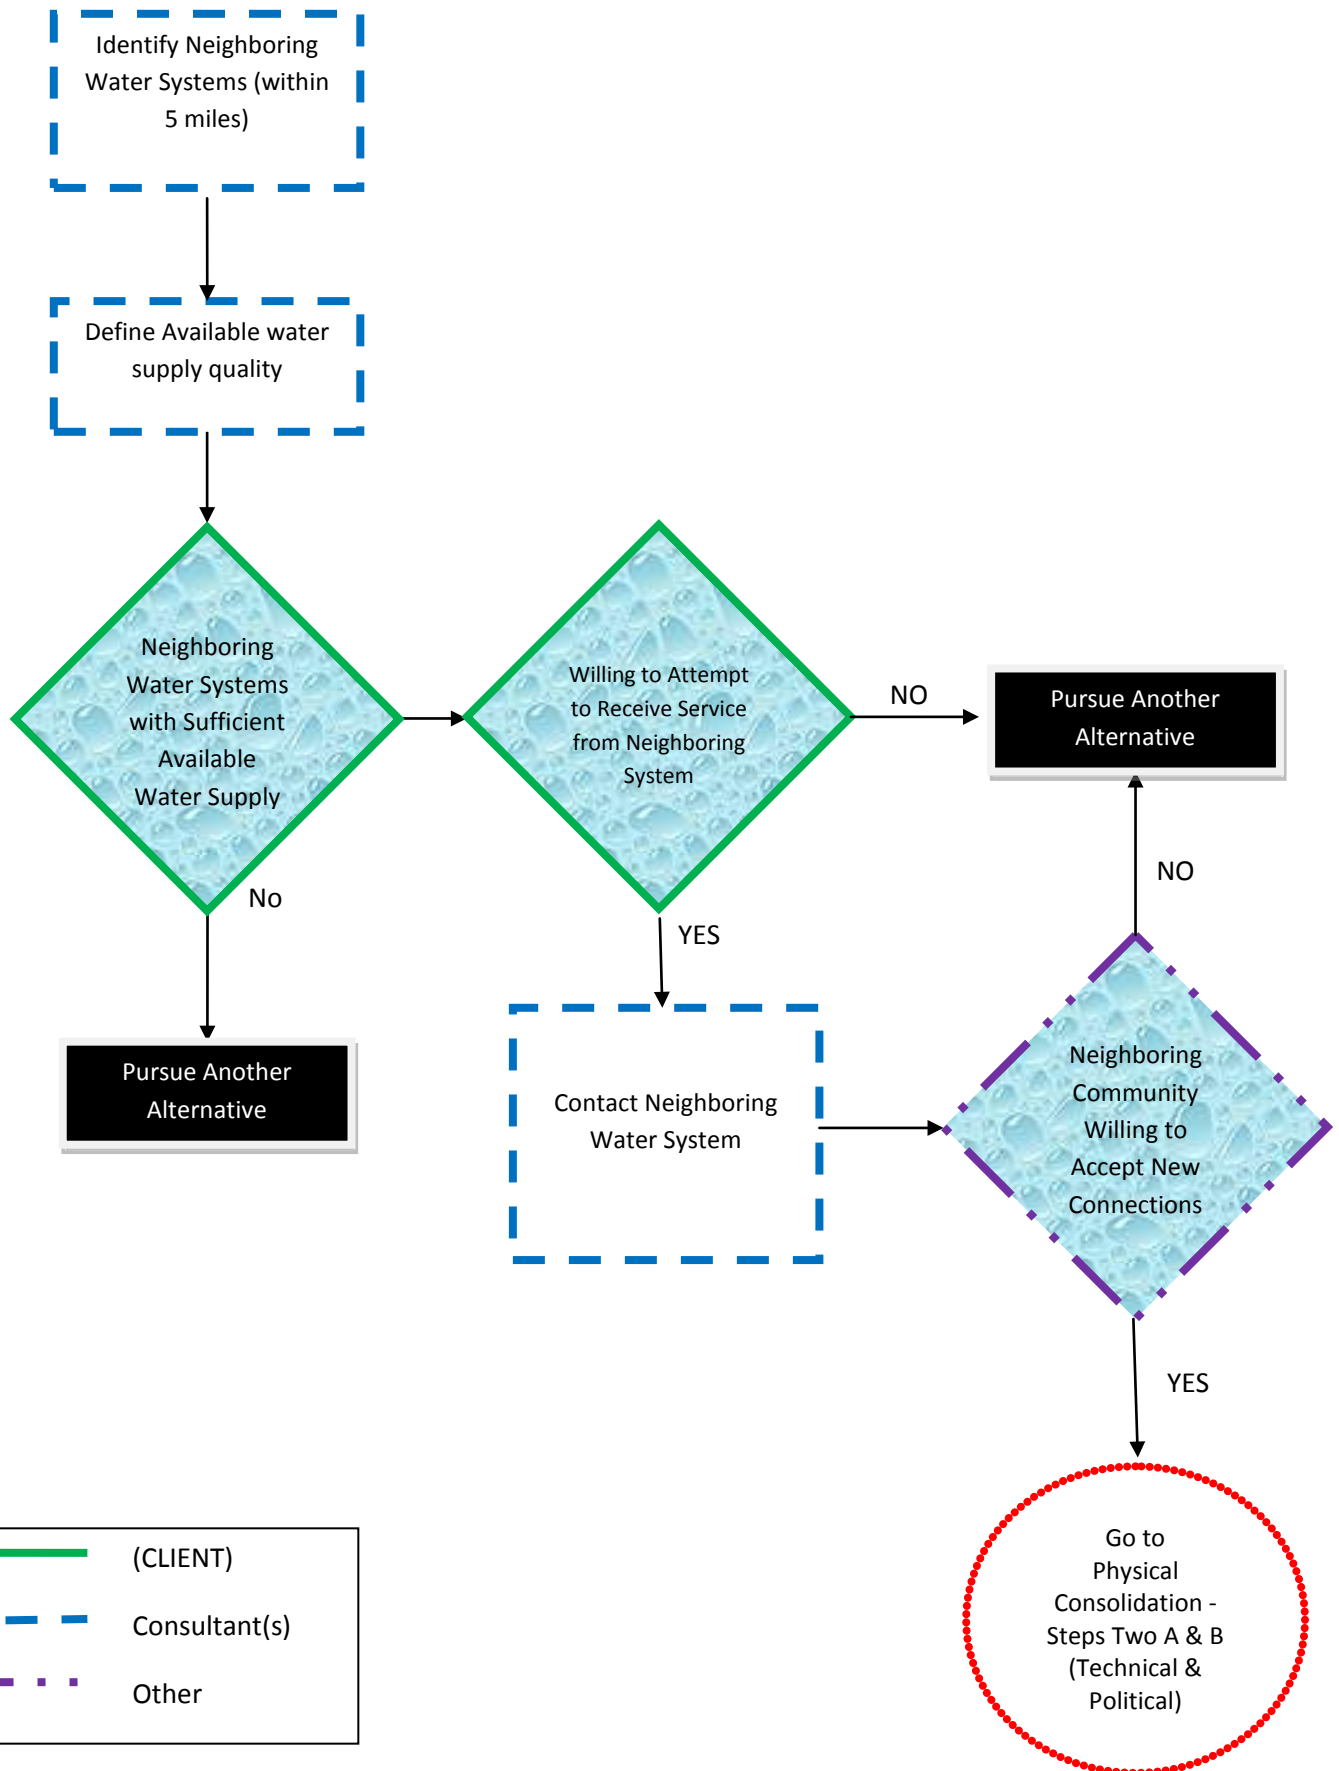 Identify Neighboring
Water Systems (within
5 miles)
Define Available water
supply quality
Neighboring
Water Systems
with Sufficient
Available
Water Supply
No
Pursue Another
Alternative
Willing to Attempt
to Receive Service
from Neighboring
System
NO
Pursue Another
Alternative
YES
Contact Neighboring
Water System
Neighboring
Community
Willing to
Accept New
Connections
NO
YES
Go to
Physical
Consolidation -
Steps Two A & B
(Technical &
Political)
(CLIENT)
Consultant(s)
Other